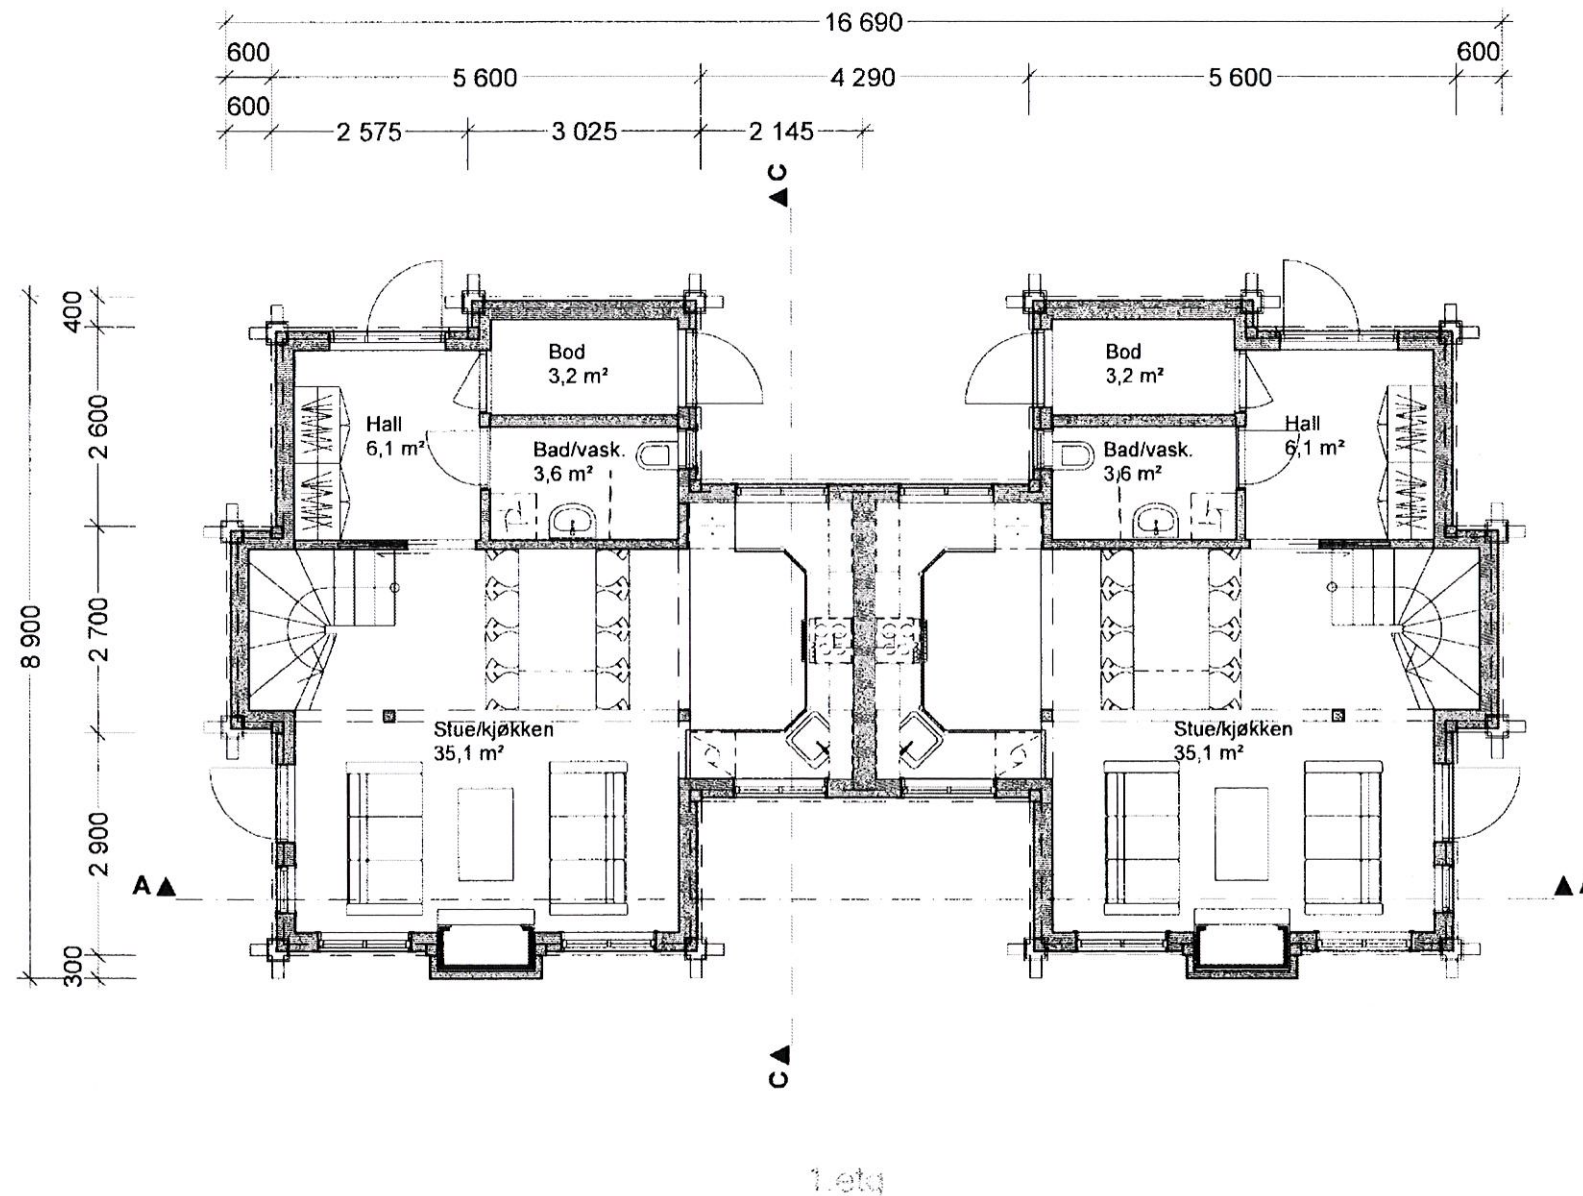 16 690
600
600
5 600
4 290
5 600
600
2 575
3 025
2 145
C
400
2 600
2 700
2 900
300
8 900
Bod
3,2 m²
Bod
3,2 m²
Hall
6,1 m²
Hall
6,1 m²
Bad/vask.
3,6 m²
Bad/vask.
3,6 m²
Stue/kjøkken
35,1 m²
Stue/kjøkken
35,1 m²
A
A
C
1.etg